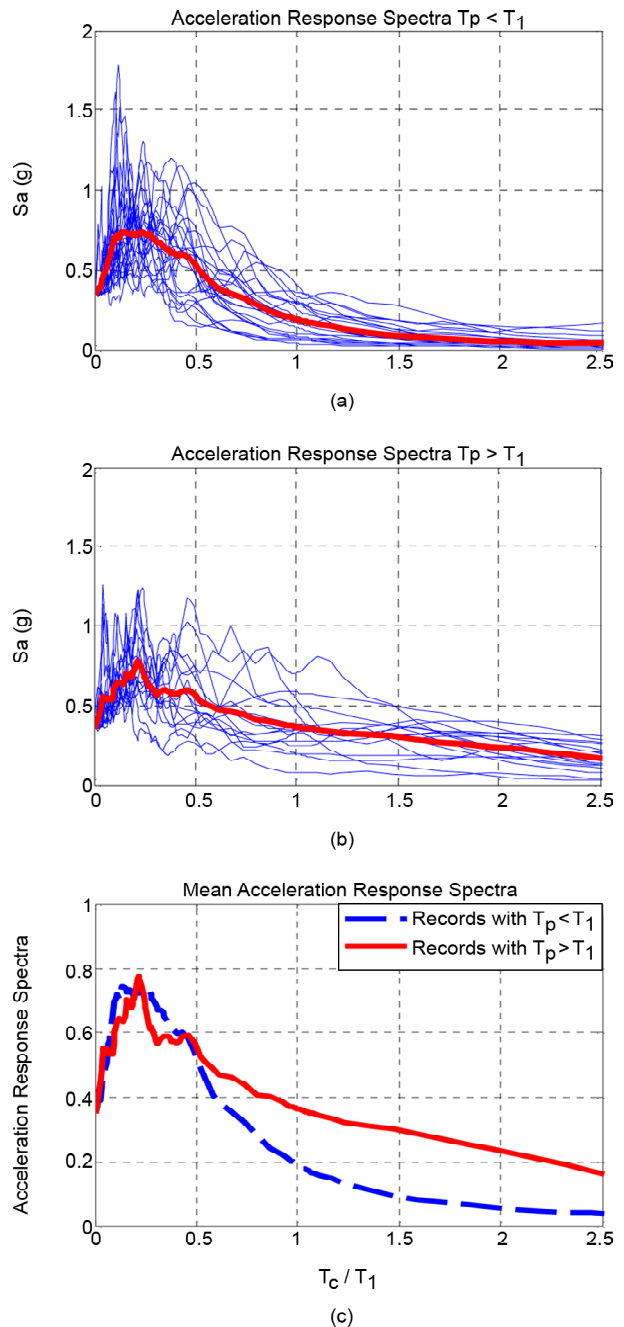 Acceleration Response Spectra Tp < T1
2
1.5
1
0.5
0
Sa (g)
0 0.5 1 1.5 2 2.5
(a)
Acceleration Response Spectra Tp > T1
2
1.5
1
0.5
0
Sa (g)
0 0.5 1 1.5 2 2.5
(b)
Mean Acceleration Response Spectra
1
0.8
0.6
0.4
0.2
0
Acceleration Response Spectra
Records with Tp<T1
Records with Tp>T1
0 0.5 1 1.5 2 2.5
Tc / T1
(c)